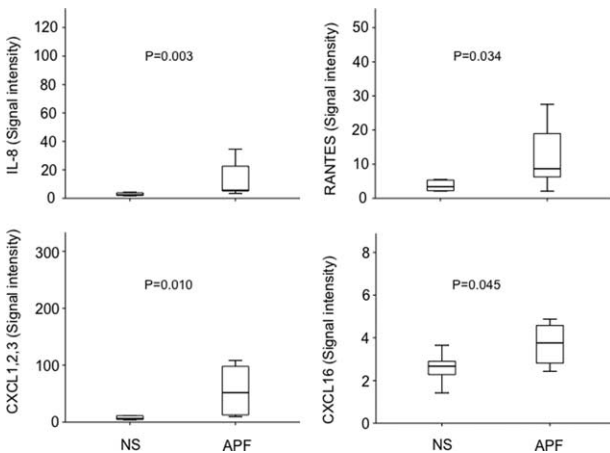 IL-8 (Signal intensity)
120
100
80
60
40
20
0
P=0.003
RANTES (Signal intensity)
50
40
30
20
10
0
P=0.034
CXCL1,2,3 (Signal intensity)
300
200
100
0
P=0.010
NS
APF
CXCL16 (Signal intensity)
8
6
4
2
0
P=0.045
NS
APF